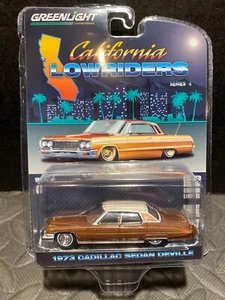 GREENLIGHT
California
LOWRIDERS
SERIES 4
1973 CADILLAC SEDAN DEVILLE